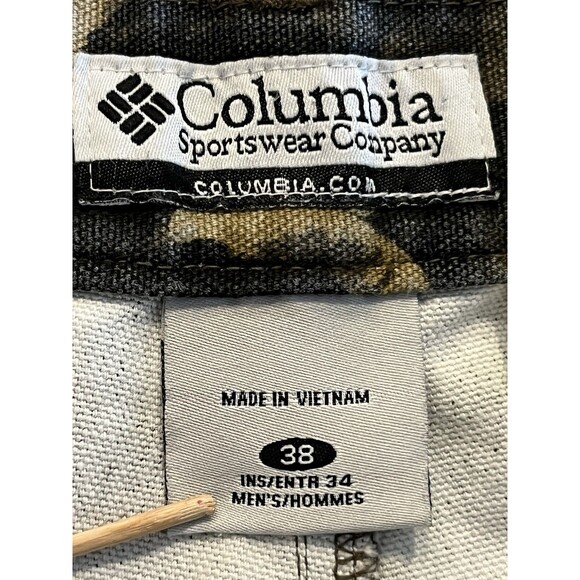 Columbia
Sportswear Company
COLUMBIA.COM
MADE IN VIETNAM
38
INS/ENTR 34
MEN'S/HOMMES